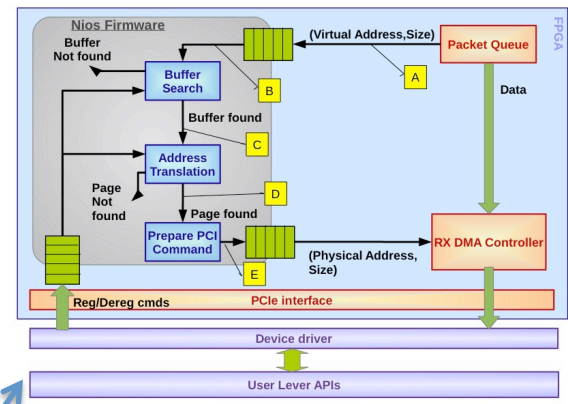 Nios Firmware
FPGA
Buffer
Not found
(Virtual Address,Size)
Packet Queue
Buffer
Search
B
A
Data
Buffer found
C
Address
Translation
Page
Not
found
D
Page found
Prepare PCI
Command
E
(Physical Address,
Size)
RX DMA Controller
Reg/Dereg cmds
PCIe interface
Device driver
User Lever APIs